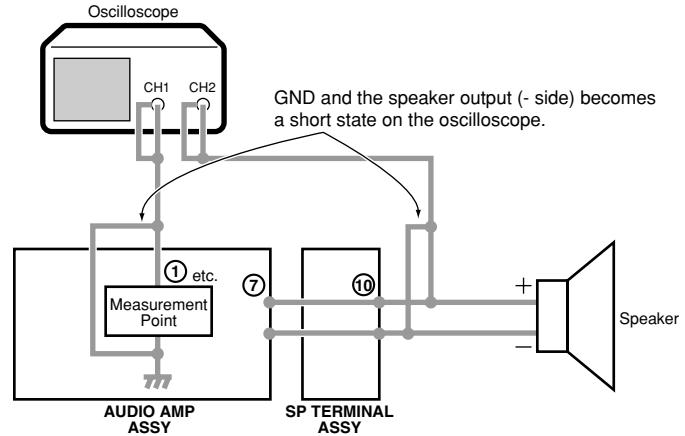 Oscilloscope
CH1 CH2
GND and the speaker output (- side) becomes
a short state on the oscilloscope.
1 etc.
7
10
+
Measurement
Point
Speaker
−
AUDIO AMP
ASSY
SP TERMINAL
ASSY